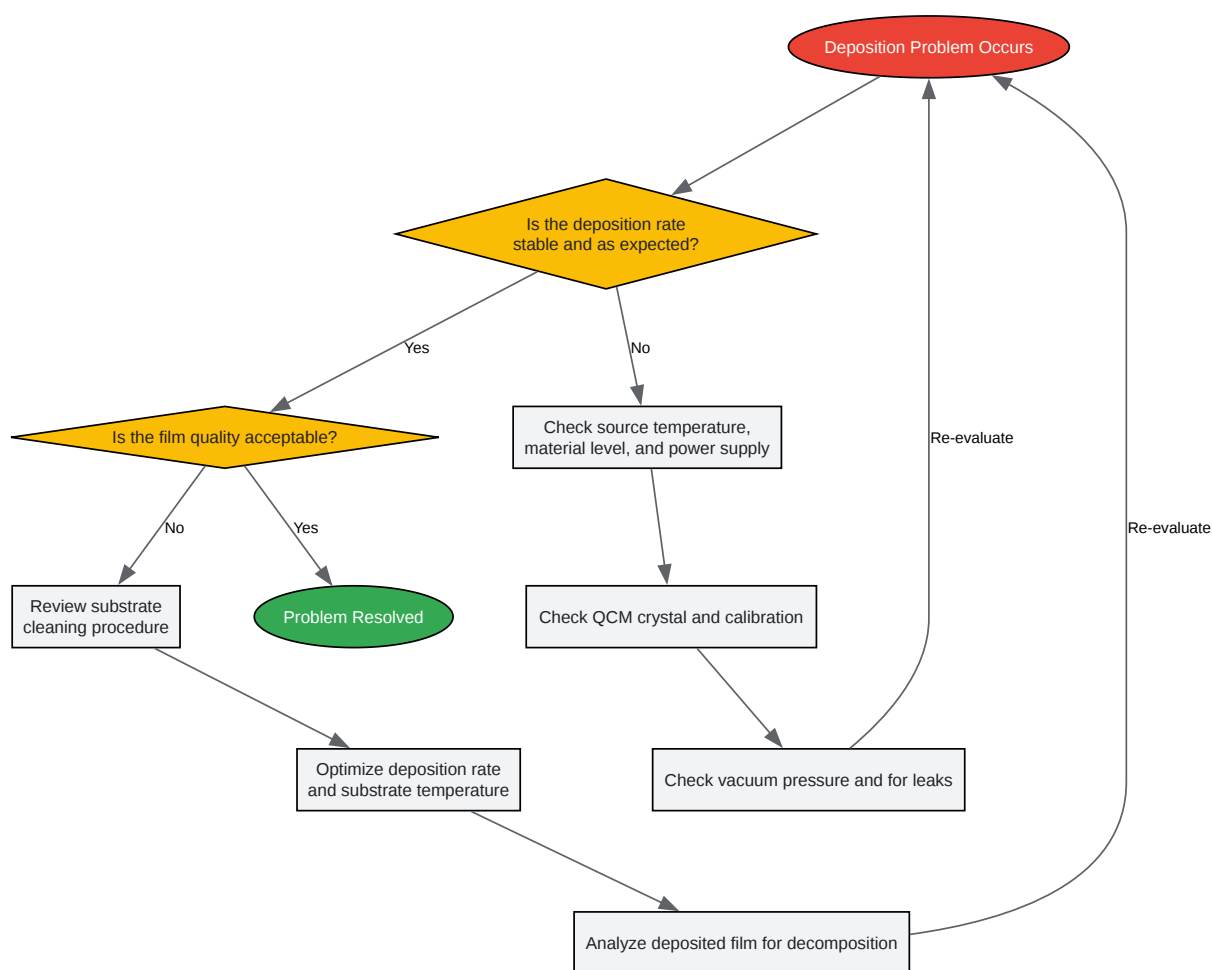 Deposition Problem Occurs
Is the deposition rate
stable and as expected?
Yes
No
Is the film quality acceptable?
Check source temperature,
material level, and power supply
Re-evaluate
No
Yes
Re-evaluate
Review substrate
cleaning procedure
Problem Resolved
Check QCM crystal and calibration
Optimize deposition rate
and substrate temperature
Check vacuum pressure and for leaks
Analyze deposited film for decomposition